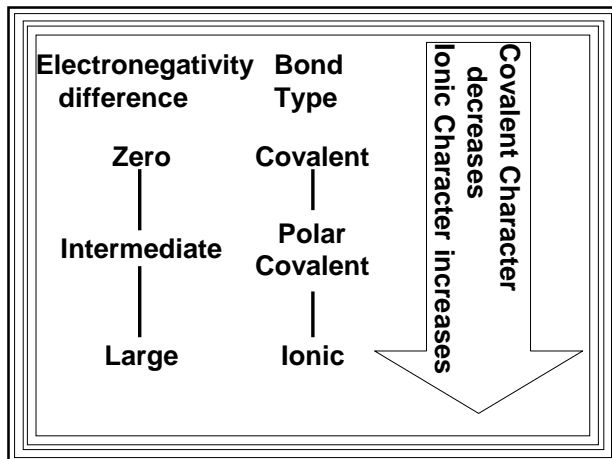 Electronegativity
difference
Bond
Type
Zero
Covalent
Intermediate
Polar
Covalent
Large
Ionic
Covalent Character
decreases
Ionic Character increases